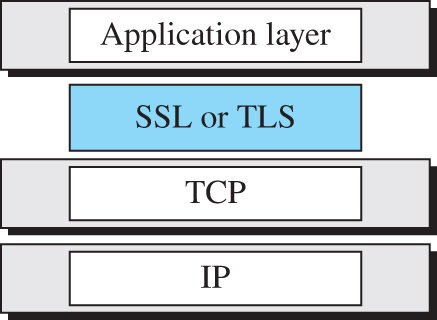 Application layer
SSL or TLS
TCP
IP